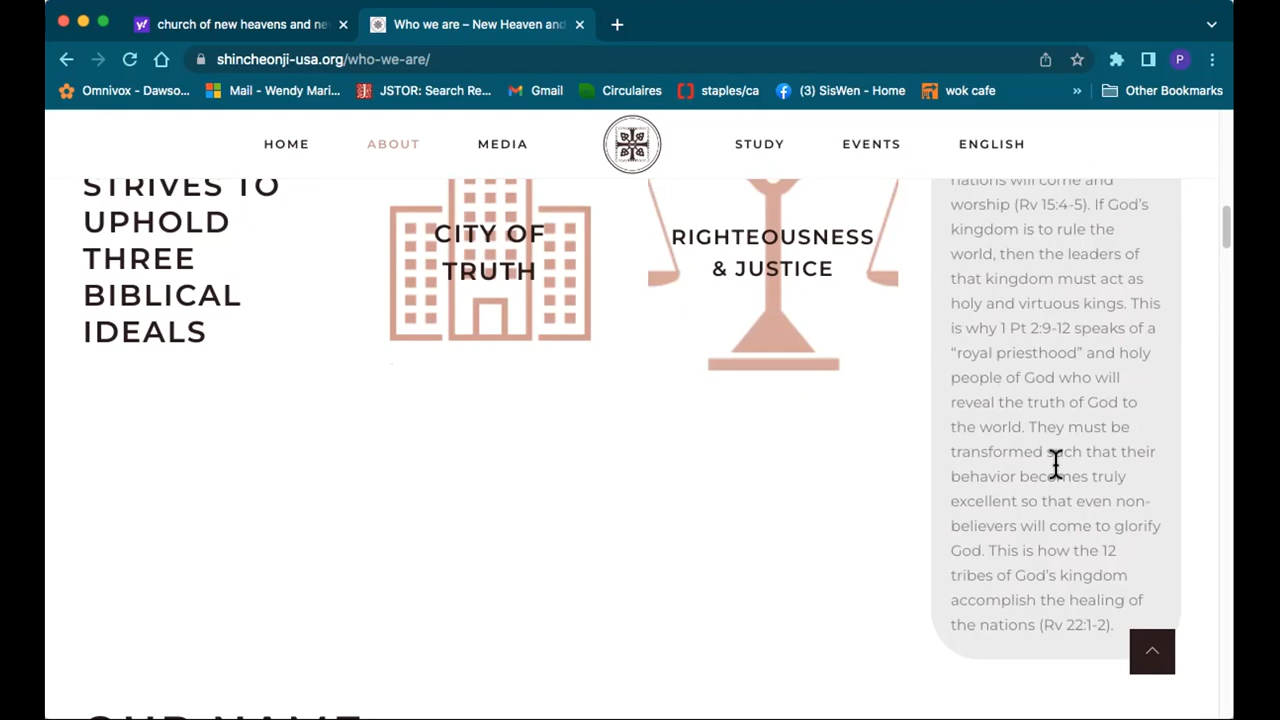 church of new heavens and ne
Who we are – New Heaven and
shincheonji-usa.org/who-we-are/
P
Omnivox - Dawso...
Mail - Wendy Mari...
JSTOR: Search Re...
Gmail
Circulaires
staples/ca
(3) SisWen - Home
wok cafe
»
Other Bookmarks
HOME
ABOUT
MEDIA
STUDY
EVENTS
ENGLISH
STRIVES TO
UPHOLD
THREE
BIBLICAL
IDEALS
CITY OF
TRUTH
RIGHTEOUSNESS
& JUSTICE
nations will come and
worship (Rv 15:4-5). If God’s
kingdom is to rule the
world, then the leaders of
that kingdom must act as
holy and virtuous kings. This
is why 1 Pt 2:9-12 speaks of a
“royal priesthood” and holy
people of God who will
reveal the truth of God to
the world. They must be
transformed such that their
behavior becomes truly
excellent so that even non-
believers will come to glorify
God. This is how the 12
tribes of God’s kingdom
accomplish the healing of
the nations (Rv 22:1-2).
OUR NAME